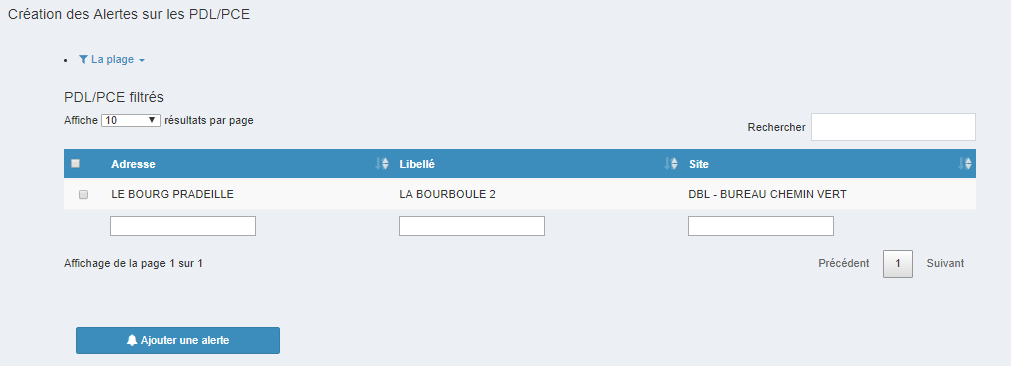 Création des Alertes sur les PDL/PCE
La plage
PDL/PCE filtrés
Affiche 10 résultats par page
Rechercher
Adresse Libellé Site
LE BOURG PRADEILLE LA BOURBOULE 2 DBL - BUREAU CHEMIN VERT
Affichage de la page 1 sur 1 Précédent 1 Suivant
Ajouter une alerte